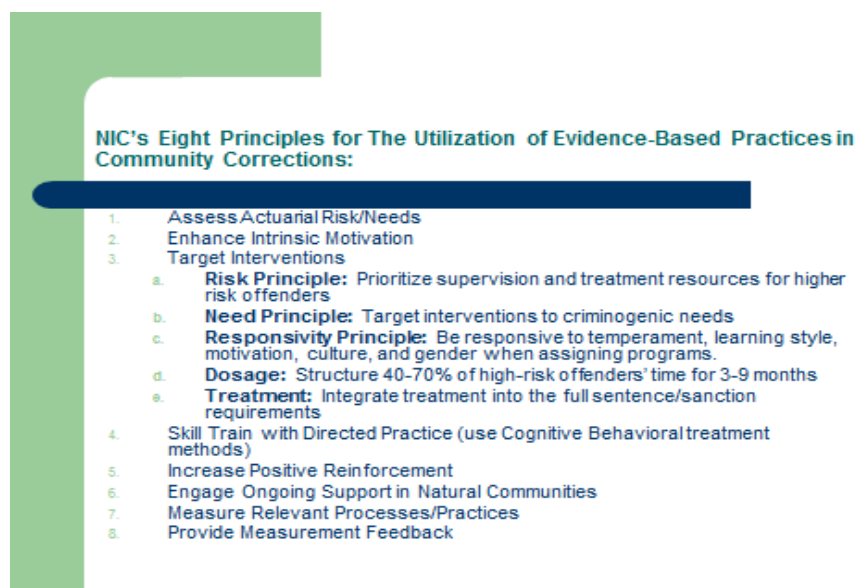 NIC's Eight Principles for The Utilization of Evidence-Based Practices in
Community Corrections:
1. Assess Actuarial Risk/Needs
2. Enhance Intrinsic Motivation
3. Target Interventions
a. Risk Principle: Prioritize supervision and treatment resources for higher
risk offenders
b. Need Principle: Target interventions to criminogenic needs
c. Responsivity Principle: Be responsive to temperament, learning style,
motivation, culture, and gender when assigning programs.
d. Dosage: Structure 40-70% of high-risk offenders' time for 3-9 months
e. Treatment: Integrate treatment into the full sentence/sanction
requirements
4. Skill Train with Directed Practice (use Cognitive Behavioral treatment
methods)
5. Increase Positive Reinforcement
6. Engage Ongoing Support in Natural Communities
7. Measure Relevant Processes/Practices
8. Provide Measurement Feedback